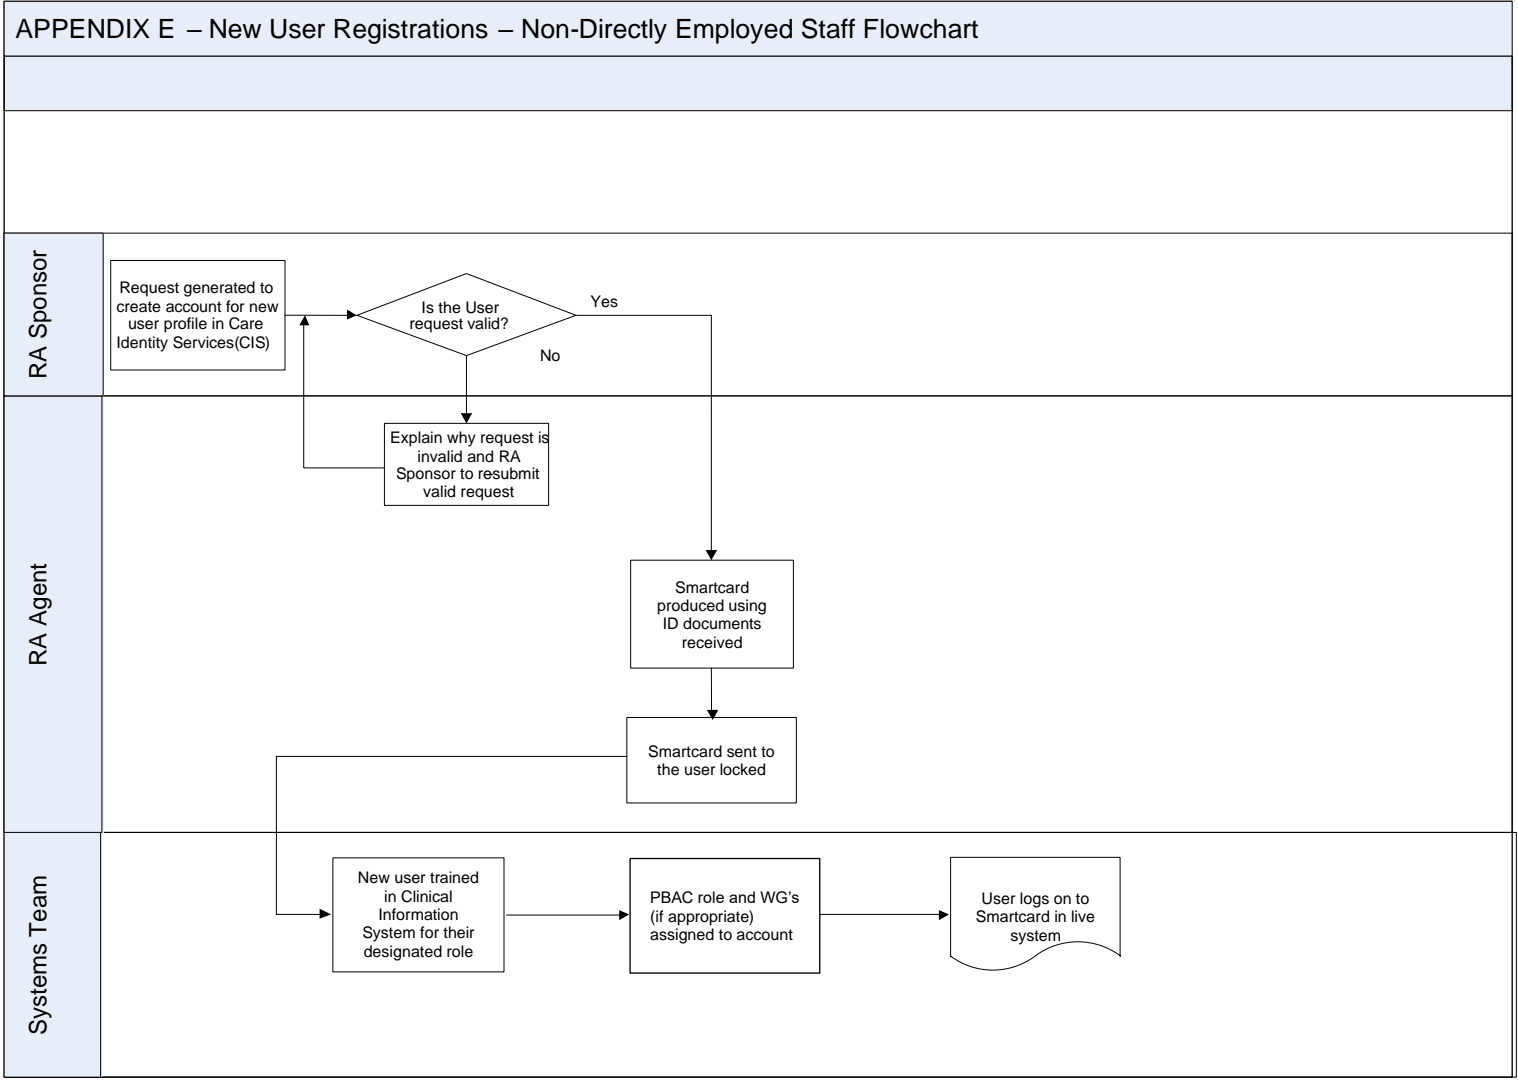 APPENDIX E – New User Registrations – Non-Directly Employed Staff Flowchart
RA Sponsor
Request generated to
create account for new
user profile in Care
Identity Services(CIS)
Is the User
request valid?
Yes
No
RA Agent
Explain why request is
invalid and RA
Sponsor to resubmit
valid request
Smartcard
produced using
ID documents
received
Smartcard sent to
the user locked
Systems Team
New user trained
in Clinical
Information
System for their
designated role
PBAC role and WG's
(if appropriate)
assigned to account
User logs on to
Smartcard in live
system